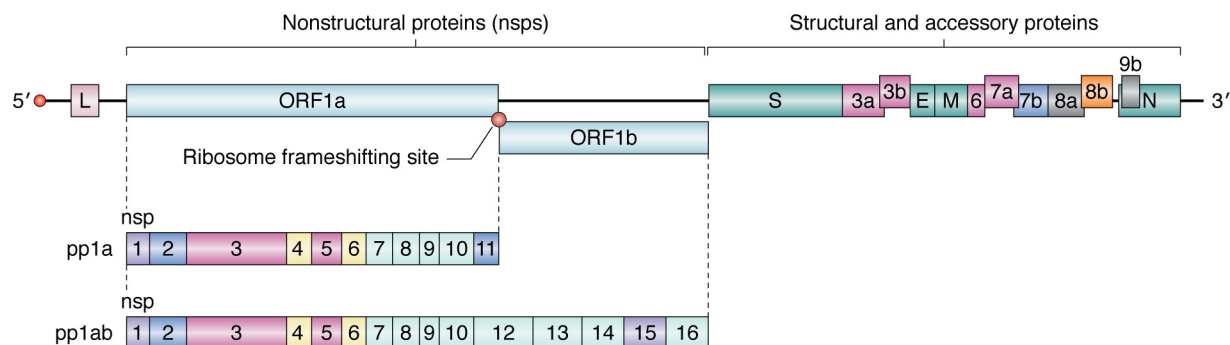 Nonstructural proteins (nsps) Structural and accessory proteins
9b
5′ L ORF1a S 3a 3b E M 6 7a 7b 8a 8b N 3′
Ribosome frameshifting site ORF1b
nsp
pp1a 1 2 3 4 5 6 7 8 9 10 11
nsp
pp1ab 1 2 3 4 5 6 7 8 9 10 12 13 14 15 16